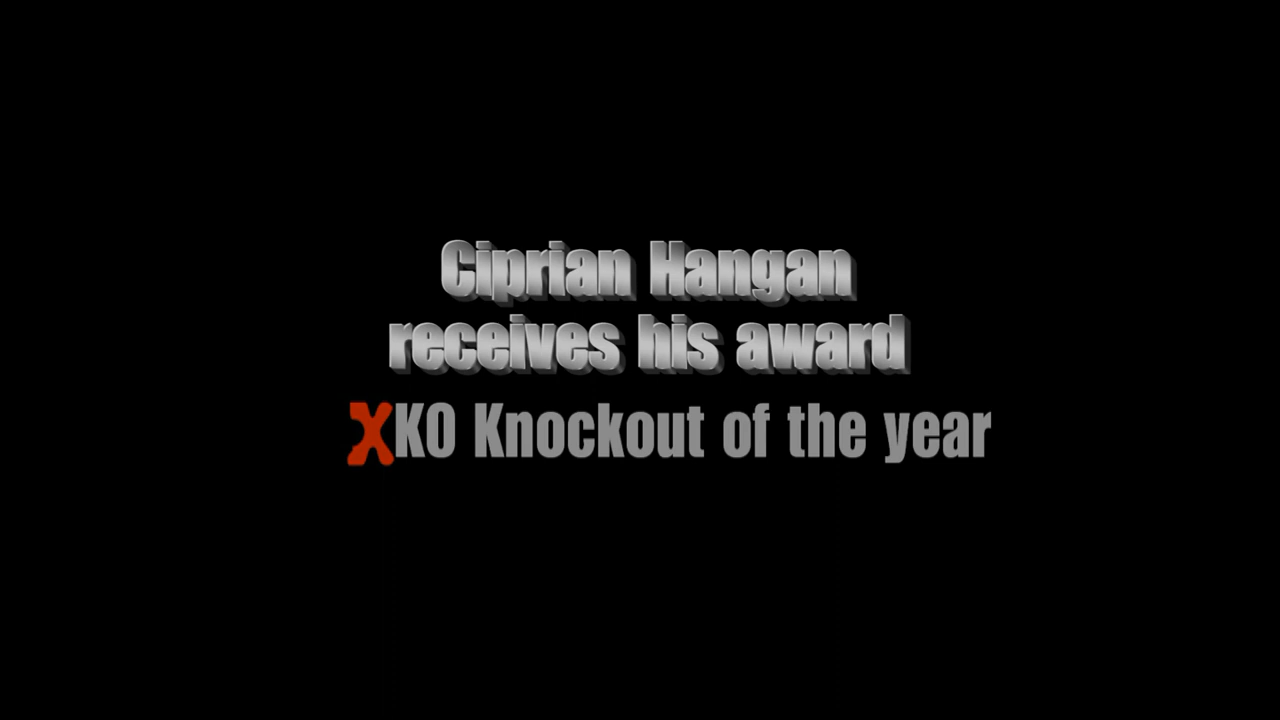 Ciprian Hangan
receives his award
XKO Knockout of the year